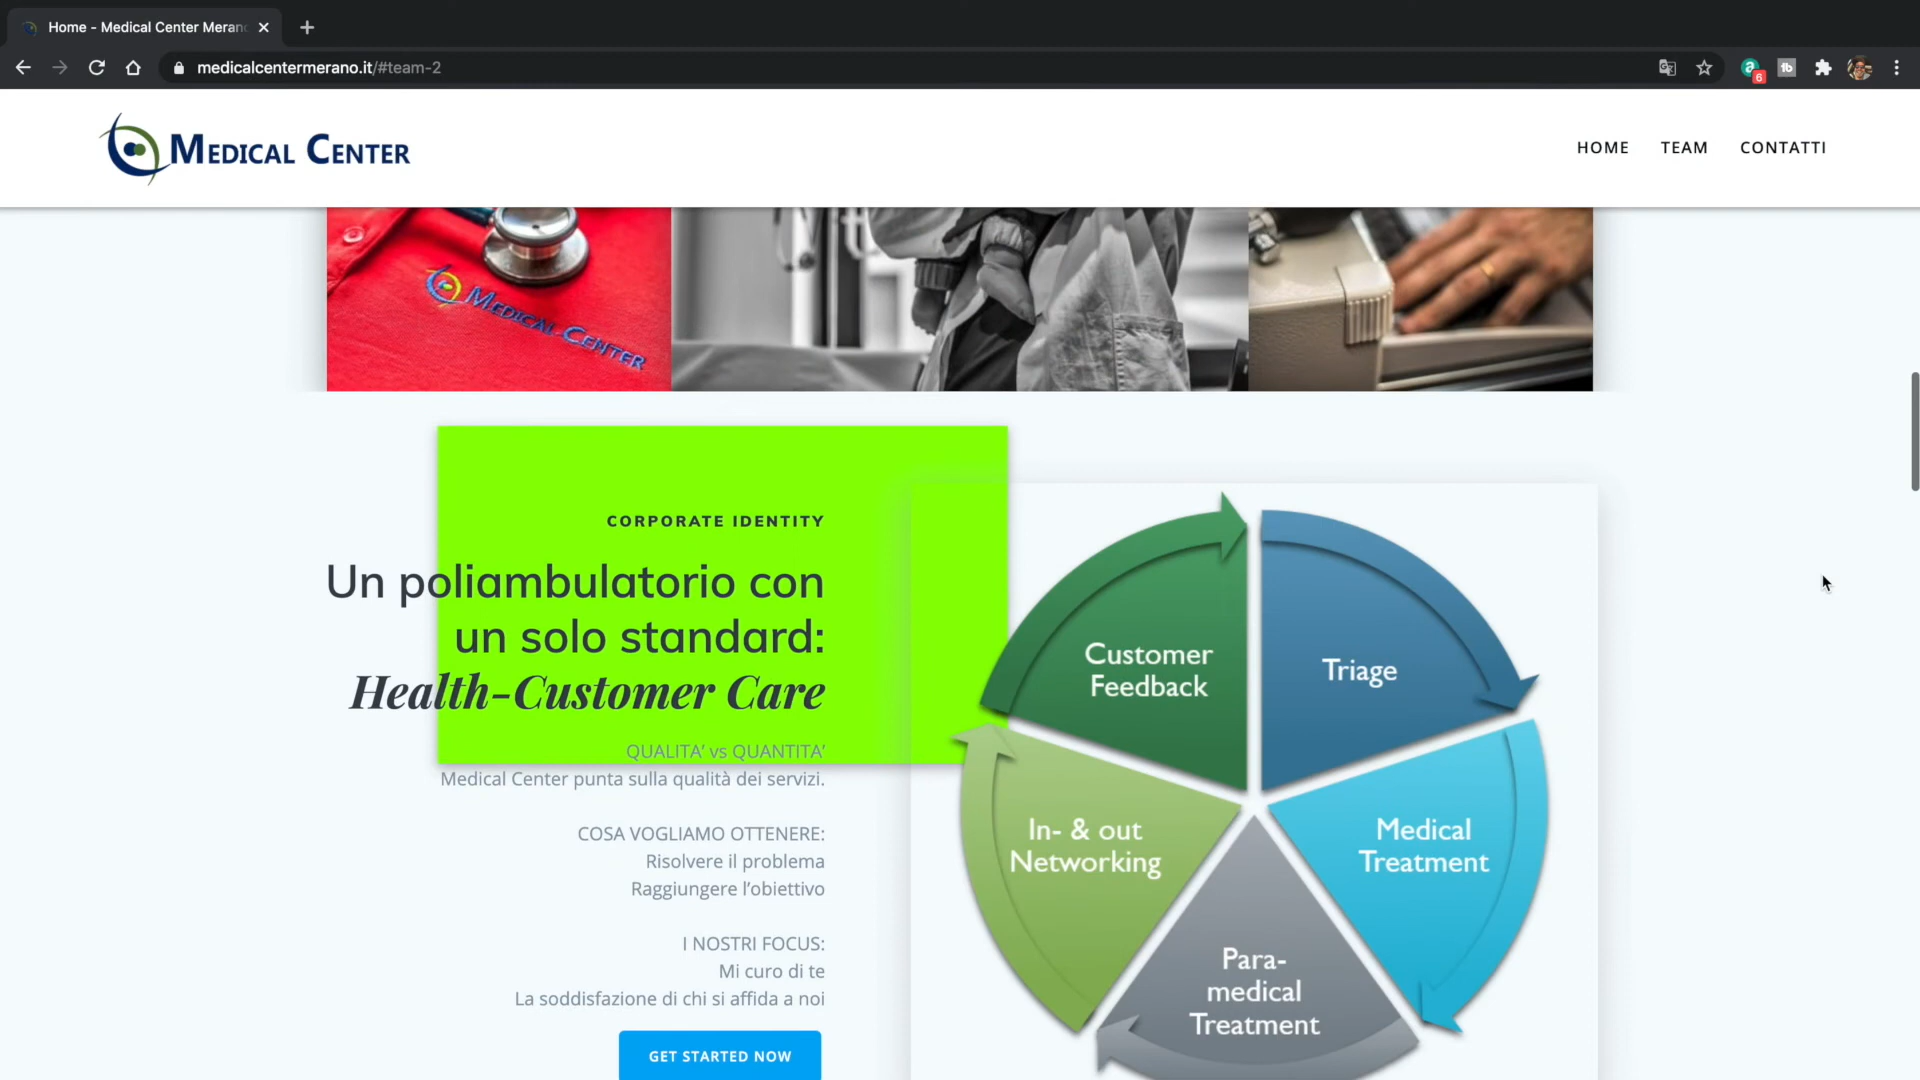 Home - Medical Center Meran
medicalcentermerano.it/#team-2
6
MEDICAL CENTER
HOME TEAM CONTATTI
MEDICAL CENTER
CORPORATE IDENTITY
Un poliambulatorio con
un solo standard:
Health-Customer Care
QUALITA’ vs QUANTITA’
Medical Center punta sulla qualità dei servizi.
COSA VOGLIAMO OTTENERE:
Risolvere il problema
Raggiungere l’obiettivo
I NOSTRI FOCUS:
Mi curo di te
La soddisfazione di chi si affida a noi
GET STARTED NOW
Customer
Feedback
Triage
In- & out
Networking
Medical
Treatment
Para-
medical
Treatment